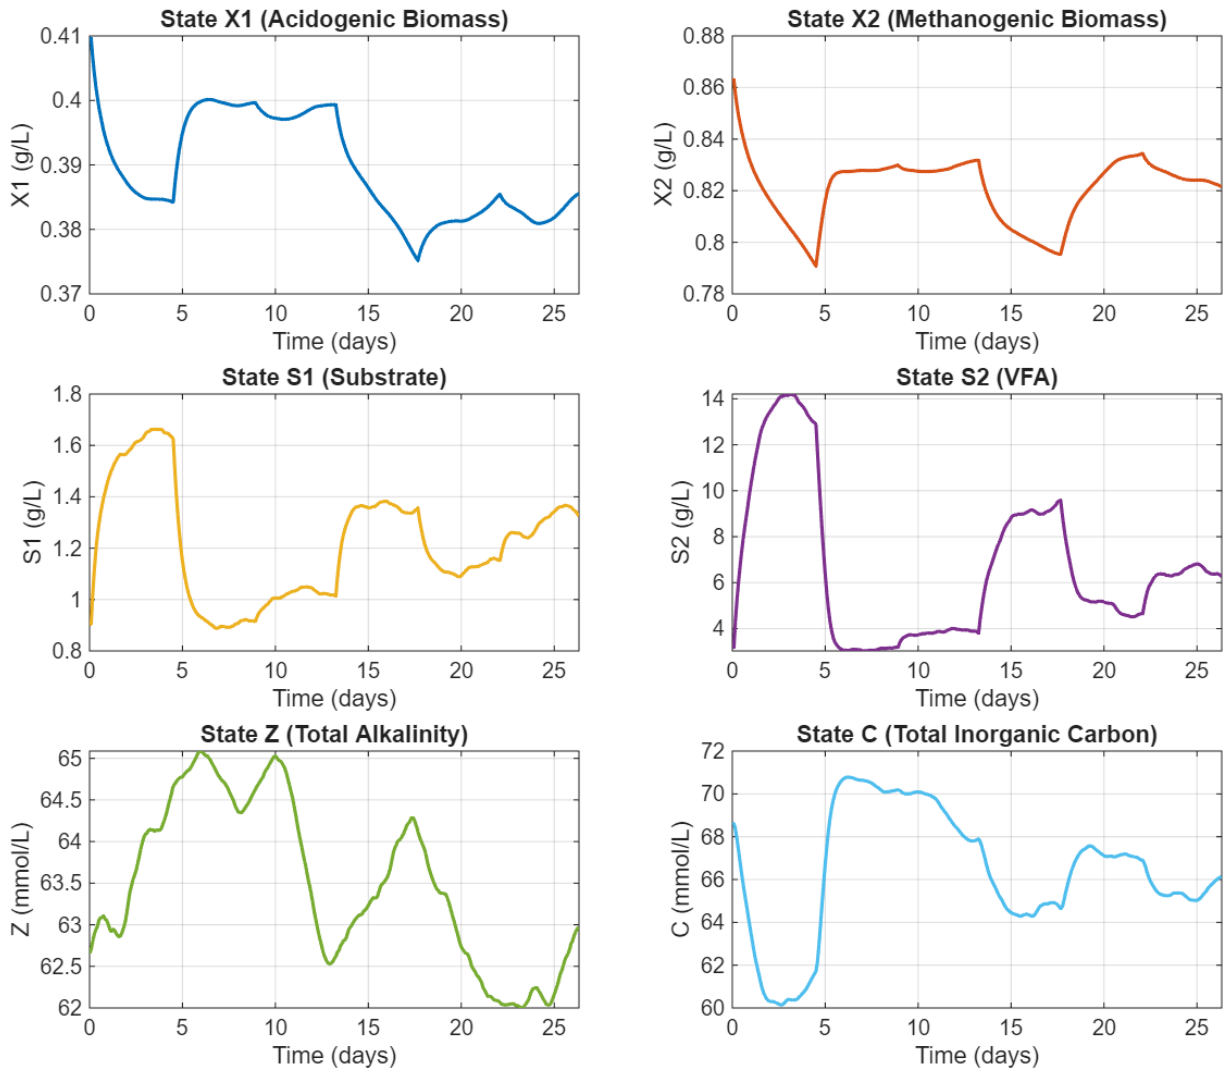 State X1 (Acidogenic Biomass)
0.41
0.4
0.39
0.38
0.37
X1 (g/L)
0 5 10 15 20 25
Time (days)
State X2 (Methanogenic Biomass)
0.88
0.86
0.84
0.82
0.8
0.78
X2 (g/L)
0 5 10 15 20 25
Time (days)
State S1 (Substrate)
1.8
1.6
1.4
1.2
1
0.8
S1 (g/L)
0 5 10 15 20 25
Time (days)
State S2 (VFA)
14
12
10
8
6
4
S2 (g/L)
0 5 10 15 20 25
Time (days)
State Z (Total Alkalinity)
65
64.5
64
63.5
63
62.5
62
Z (mmol/L)
0 5 10 15 20 25
Time (days)
State C (Total Inorganic Carbon)
72
70
68
66
64
62
60
C (mmol/L)
0 5 10 15 20 25
Time (days)